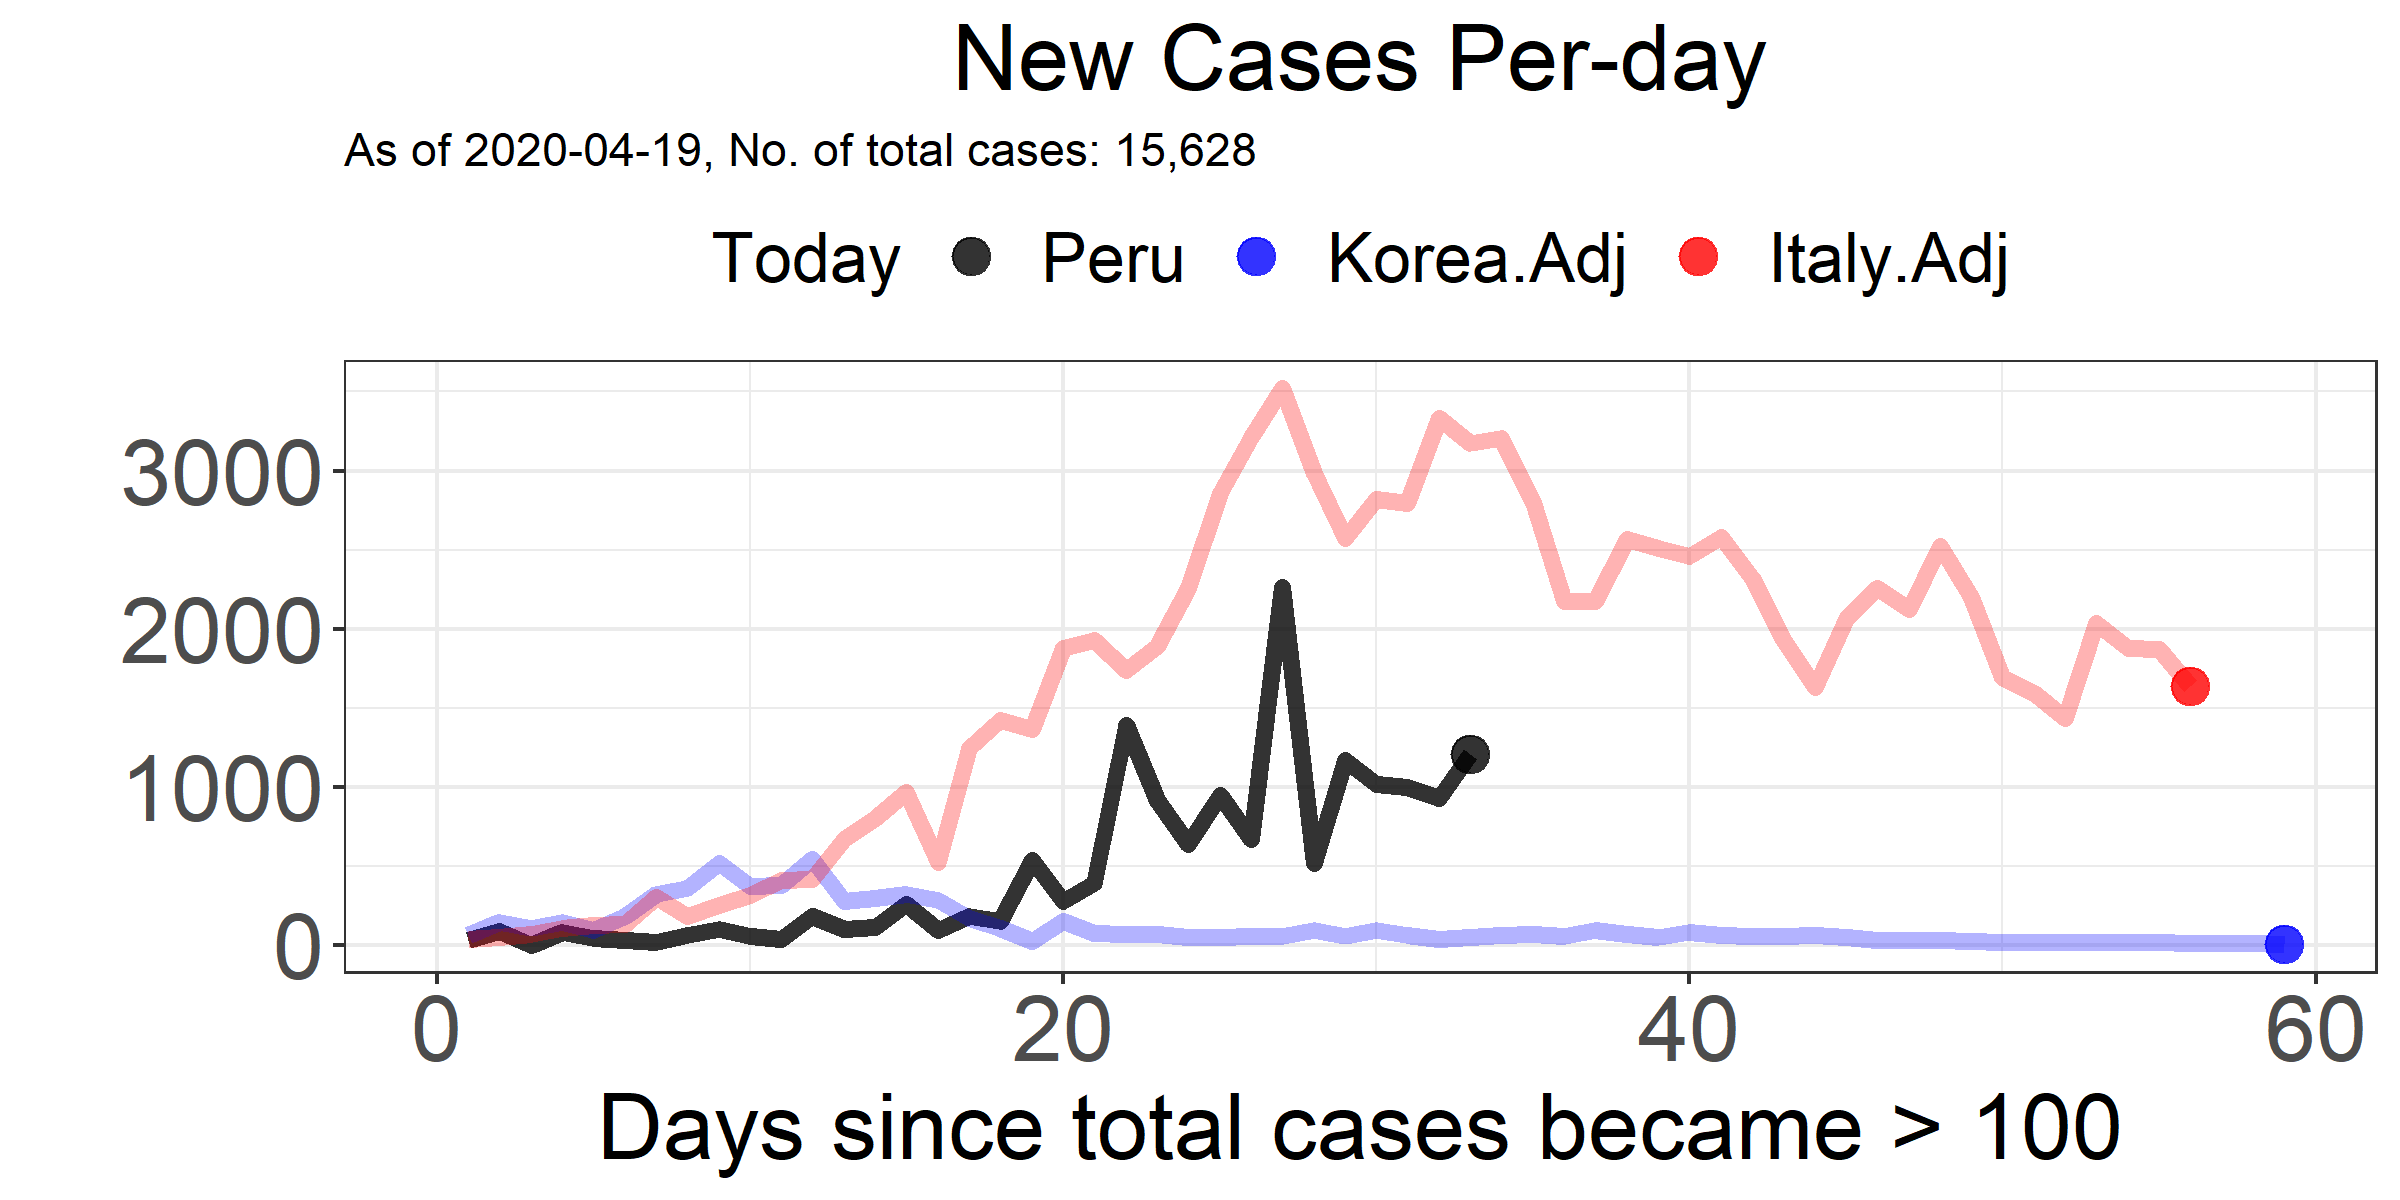 New Cases Per-day
As of 2020-04-19, No. of total cases: 15,628
Today Peru Korea.Adj Italy.Adj
3000
2000
1000
0
0 20 40 60
Days since total cases became > 100